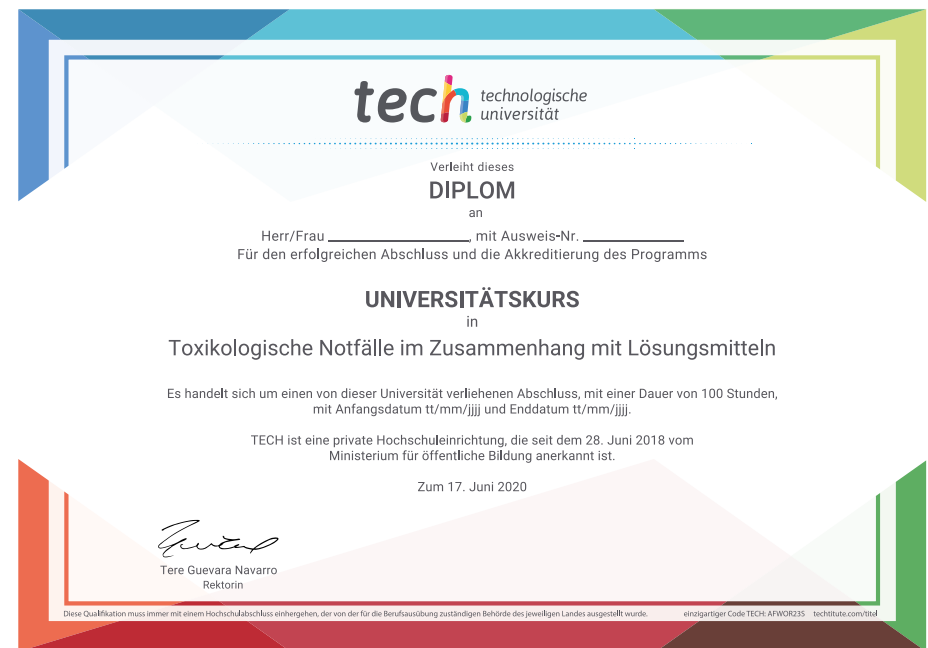 tech technologische
universität
Verleiht dieses
DIPLOM
an
Herr/Frau ____________________, mit Ausweis-Nr. ______________
Für den erfolgreichen Abschluss und die Akkreditierung des Programms
UNIVERSITÄTSKURS
in
Toxikologische Notfälle im Zusammenhang mit Lösungsmitteln
Es handelt sich um einen von dieser Universität verliehenen Abschluss, mit einer Dauer von 100 Stunden,
mit Anfangsdatum tt/mm/jjjj und Enddatum tt/mm/jjjj.
TECH ist eine private Hochschuleinrichtung, die seit dem 28. Juni 2018 vom
Ministerium für öffentliche Bildung anerkannt ist.
Zum 17. Juni 2020
Tere Guevara Navarro
Rektorin
Diese Qualifikation muss immer mit einem Hochschulabschluss einhergehen, der von der für die Berufsausübung zuständigen Behörde des jeweiligen Landes ausgestellt wurde. einzigartiger Code TECH: AFWOR23S techtitute.com/titel